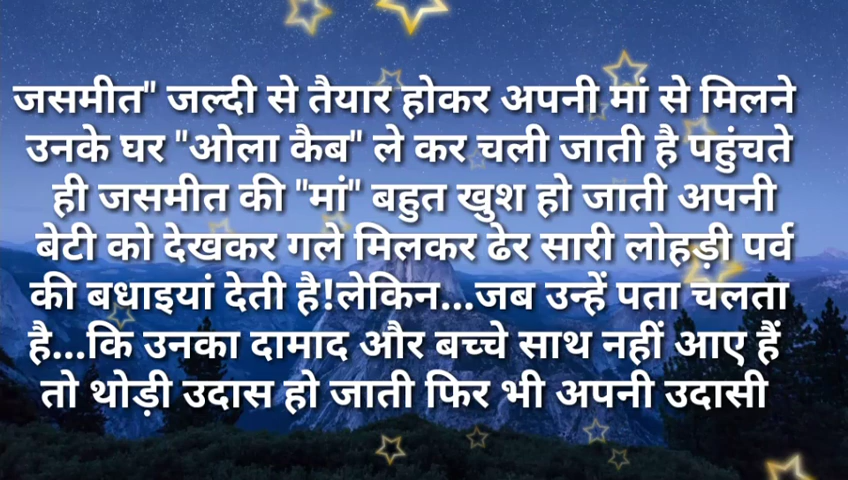 जसमीत" जल्दी से तैयार होकर अपनी मां से मिलने
उनके घर "ओला कैब" ले कर चली जाती है पहुंचते
ही जसमीत की "मां" बहुत खुश हो जाती अपनी
बेटी को देखकर गले मिलकर ढेर सारी लोहड़ी पर्व
की बधाइयां देती है!लेकिन...जब उन्हें पता चलता
है...कि उनका दामाद और बच्चे साथ नहीं आए हैं
तो थोड़ी उदास हो जाती फिर भी अपनी उदासी